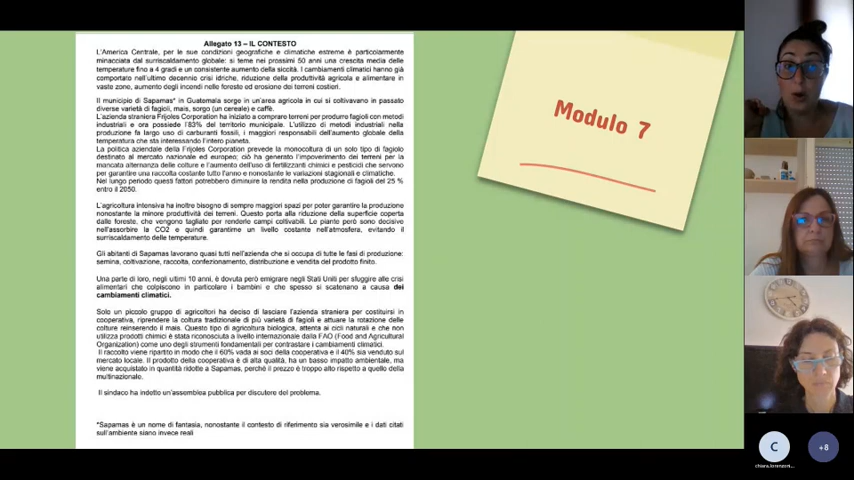 Allegato 13 – IL CONTESTO
L'America Centrale, per le sue condizioni geografiche e climatiche estreme è particolarmente
minacciata dal surriscaldamento globale: si teme nei prossimi 50 anni una crescita media delle
temperature fino a 4 gradi e un consistente aumento della siccità. I cambiamenti climatici hanno già
comportato nell'ultimo decennio crisi idriche, riduzione della produttività agricola e alimentare in
vaste zone, aumento degli incendi nelle foreste ed erosione dei terreni costieri.
Il municipio di Sapamas* in Guatemala sorge in un'area agricola in cui si coltivavano in passato
diverse varietà di fagioli, mais, sorgo (un cereale) e caffè.
L'azienda straniera Frijoles Corporation ha iniziato a comprare terreni per produrre fagioli con metodi
industriali e ora possiede l'83% del territorio municipale. L'utilizzo di metodi industriali nella
produzione fa largo uso di carburanti fossili, i maggiori responsabili dell'aumento globale della
temperatura che sta interessando l'intero pianeta.
La politica aziendale della Frijoles Corporation prevede la monocoltura di un solo tipo di fagiolo
destinato al mercato nazionale ed europeo; ciò ha generato l'impoverimento dei terreni per la
mancata alternanza delle colture e l'aumento dell'uso di fertilizzanti chimici e pesticidi che servono
per garantire una raccolta costante tutto l'anno e nonostante le variazioni stagionali e climatiche.
Nel lungo periodo questi fattori potrebbero diminuire la rendita nella produzione di fagioli del 25 %
entro il 2050.
L'agricoltura intensiva ha inoltre bisogno di sempre maggiori spazi per poter garantire la produzione
nonostante la minore produttività dei terreni. Questo porta alla riduzione della superficie coperta
dalle foreste, che vengono tagliate per renderle campi coltivabili. Le piante però sono decisive
nell'assorbire la CO2 e quindi garantirne un livello costante nell'atmosfera, evitando il
surriscaldamento delle temperature.
Gli abitanti di Sapamas lavorano quasi tutti nell'azienda che si occupa di tutte le fasi di produzione:
semina, coltivazione, raccolta, confezionamento, distribuzione e vendita del prodotto finito.
Una parte di loro, negli ultimi 10 anni, è dovuta però emigrare negli Stati Uniti per sfuggire alle crisi
alimentari che colpiscono in particolare i bambini e che spesso si scatenano a causa dei
cambiamenti climatici.
Solo un piccolo gruppo di agricoltori ha deciso di lasciare l'azienda straniera per costituirsi in
cooperativa, riprendere la coltura tradizionale di più varietà di fagioli e attuare la rotazione delle
colture reinserendo il mais. Questo tipo di agricoltura biologica, attenta ai cicli naturali e che non
utilizza prodotti chimici è stata riconosciuta a livello internazionale dalla FAO (Food and Agricultural
Organization) come uno degli strumenti fondamentali per contrastare i cambiamenti climatici.
Il raccolto viene ripartito in modo che il 60% vada ai soci della cooperativa e il 40% sia venduto sul
mercato locale. Il prodotto della cooperativa è di alta qualità, ha un basso impatto ambientale, ma
viene acquistato in quantità ridotte a Sapamas, perché il prezzo è troppo alto rispetto a quello della
multinazionale.
Il sindaco ha indetto un'assemblea pubblica per discutere del problema.
*Sapamas è un nome di fantasia, nonostante il contesto di riferimento sia verosimile e i dati citati
sull'ambiente siano invece reali
Modulo 7
C
+8